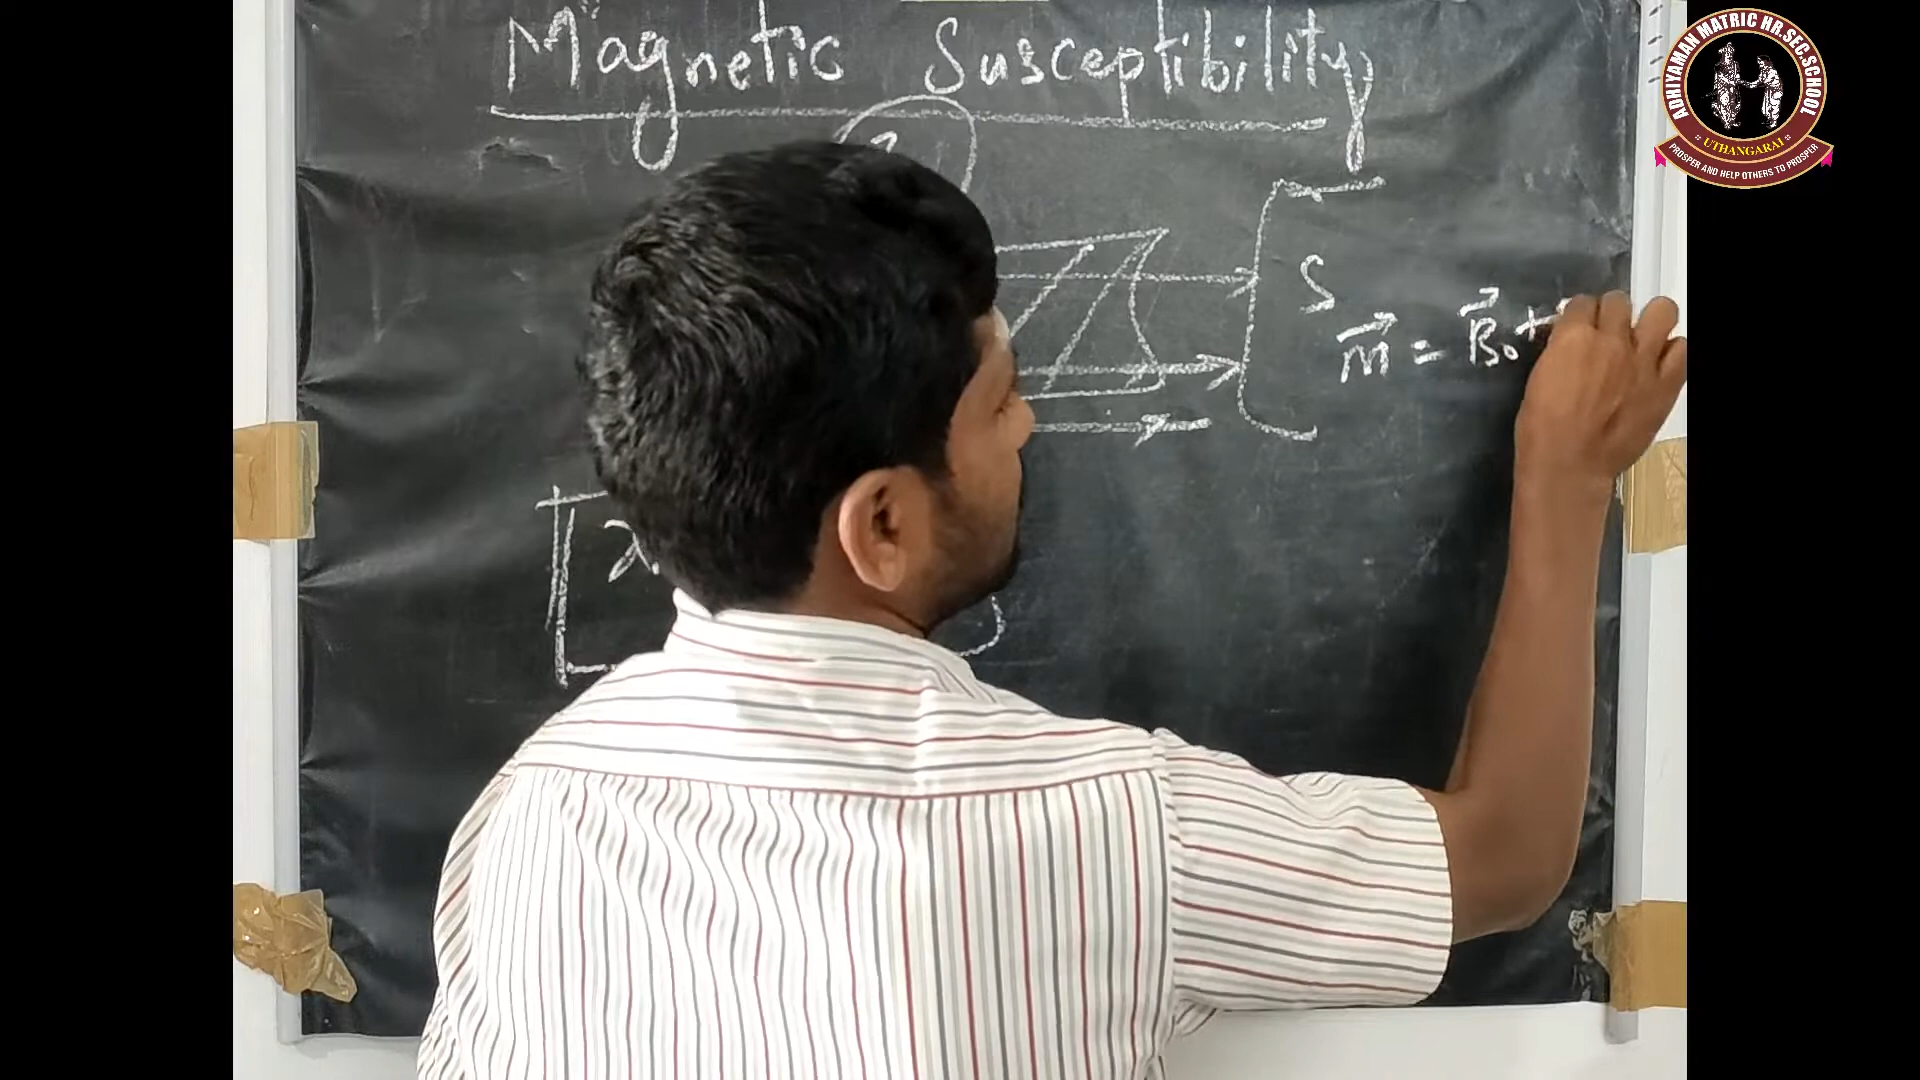 Magnetic Susceptibility
S
m⃗ = B⃗₀ +
ADHIYAMAN MATRIC HR.SEC.SCHOOL
:: UTHANGARAI ::
PROSPER AND HELP OTHERS TO PROSPER